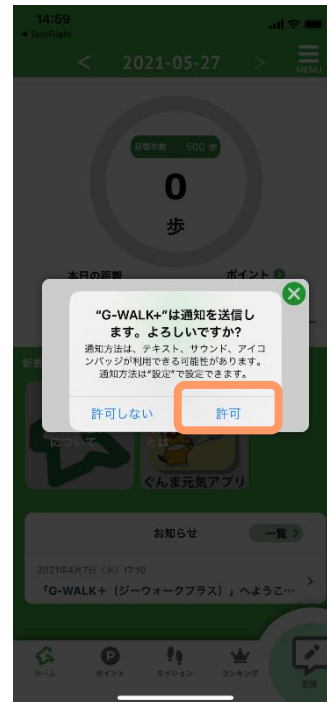 14:59
◀ TestFlight
< 2021-05-27 >
MENU
目標歩数 500 歩
0
歩
本日の距離
ポイント
"G-WALK+"は通知を送信し
ます。よろしいですか?
通知方法は、テキスト、サウンド、アイコ
ンバッジが利用できる可能性があります。
通知方法は"設定"で設定できます。
許可しない
許可
について
とは
ぐんま元気アプリ
お知らせ
一覧 >
2021年4月7日（水）17:10
「G-WALK+（ジーウォークプラス）」へようこ…
ホーム
ポイント
ミッション
ランキング
記録